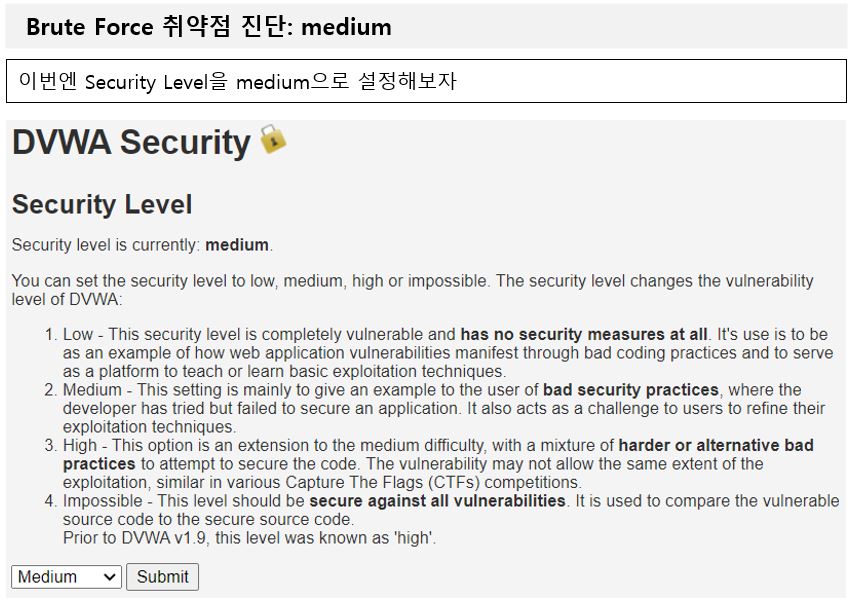 Brute Force 취약점 진단: medium
이번엔 Security Level을 medium으로 설정해보자
DVWA Security
Security Level
Security level is currently: medium.
You can set the security level to low, medium, high or impossible. The security level changes the vulnerability
level of DVWA:
1. Low - This security level is completely vulnerable and has no security measures at all. It's use is to be
as an example of how web application vulnerabilities manifest through bad coding practices and to serve
as a platform to teach or learn basic exploitation techniques.
2. Medium - This setting is mainly to give an example to the user of bad security practices, where the
developer has tried but failed to secure an application. It also acts as a challenge to users to refine their
exploitation techniques.
3. High - This option is an extension to the medium difficulty, with a mixture of harder or alternative bad
practices to attempt to secure the code. The vulnerability may not allow the same extent of the
exploitation, similar in various Capture The Flags (CTFs) competitions.
4. Impossible - This level should be secure against all vulnerabilities. It is used to compare the vulnerable
source code to the secure source code.
Prior to DVWA v1.9, this level was known as 'high'.
Medium Submit